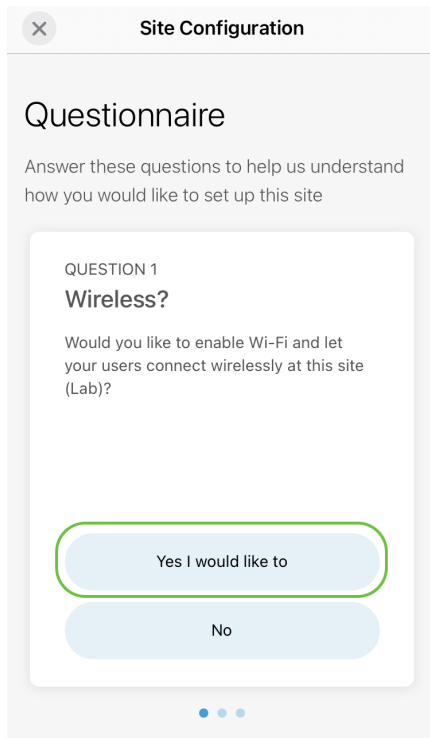 Site Configuration
Questionnaire
Answer these questions to help us understand
how you would like to set up this site
QUESTION 1
Wireless?
Would you like to enable Wi-Fi and let
your users connect wirelessly at this site
(Lab)?
Yes I would like to
No